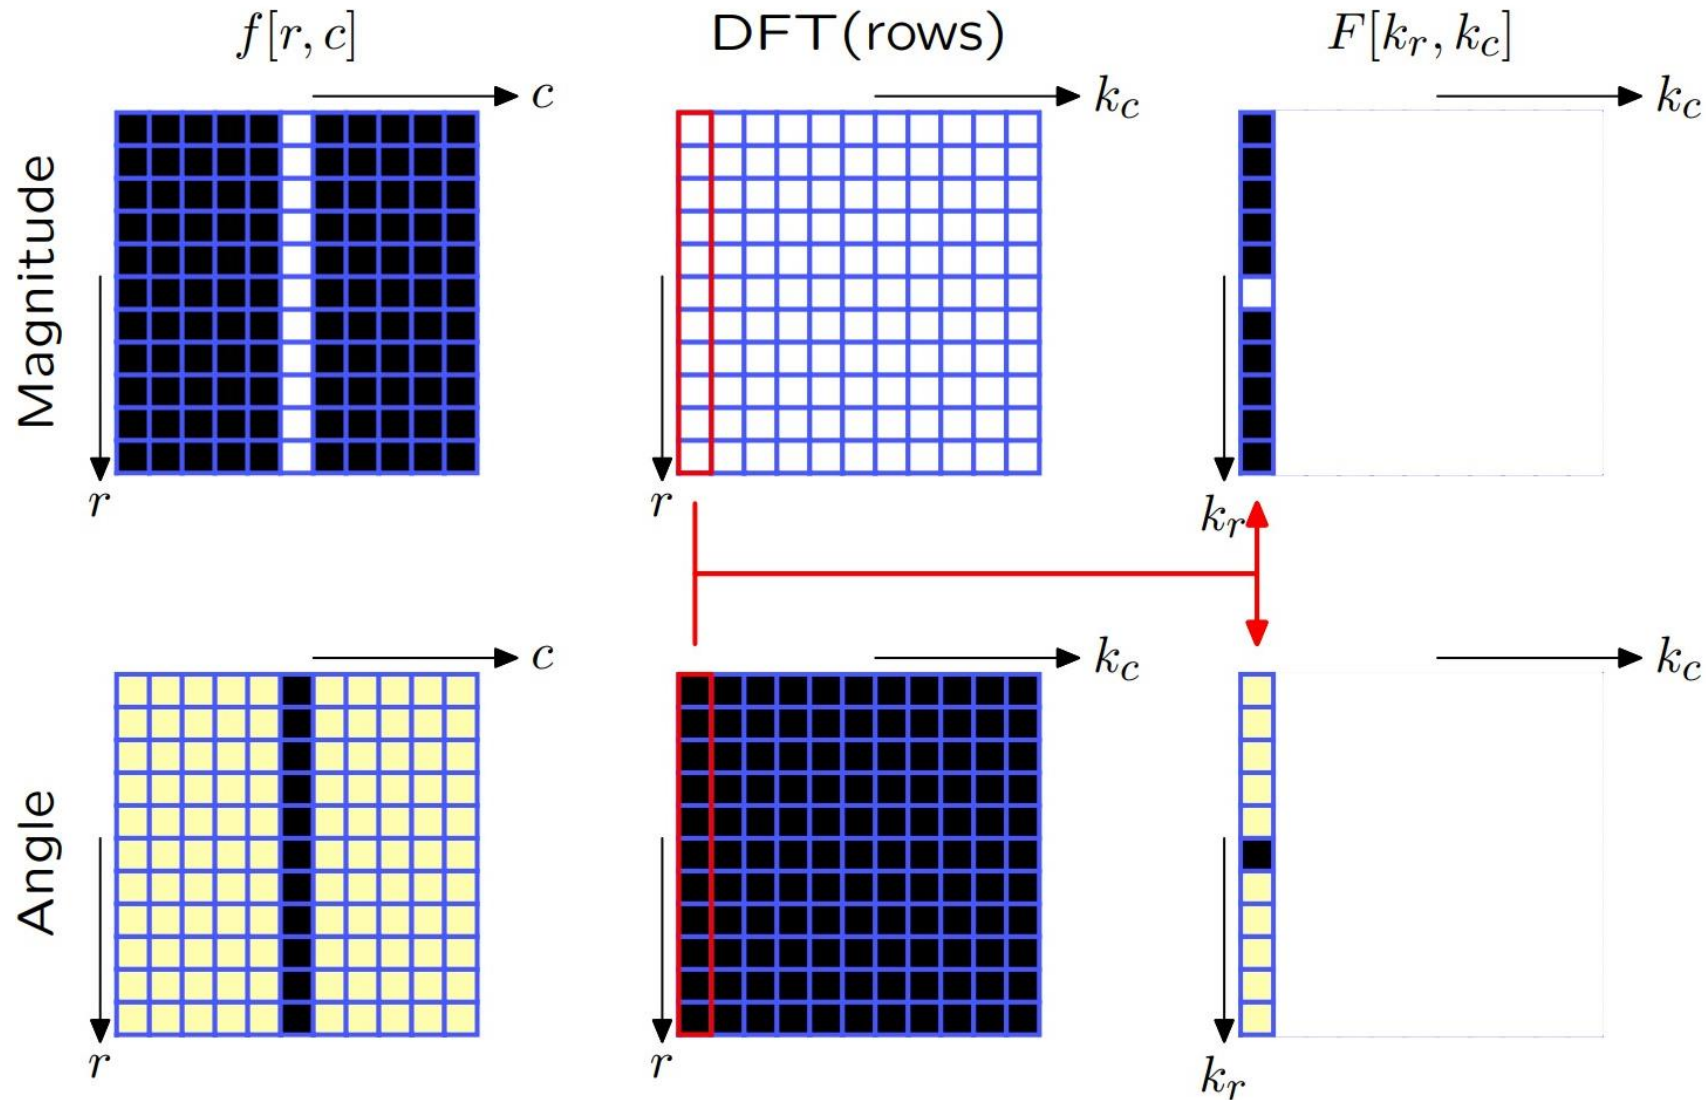 f[r, c]
DFT(rows)
F[k_r, k_c]
c
k_c
k_c
Magnitude
r
r
k_r
c
k_c
k_c
Angle
r
r
k_r